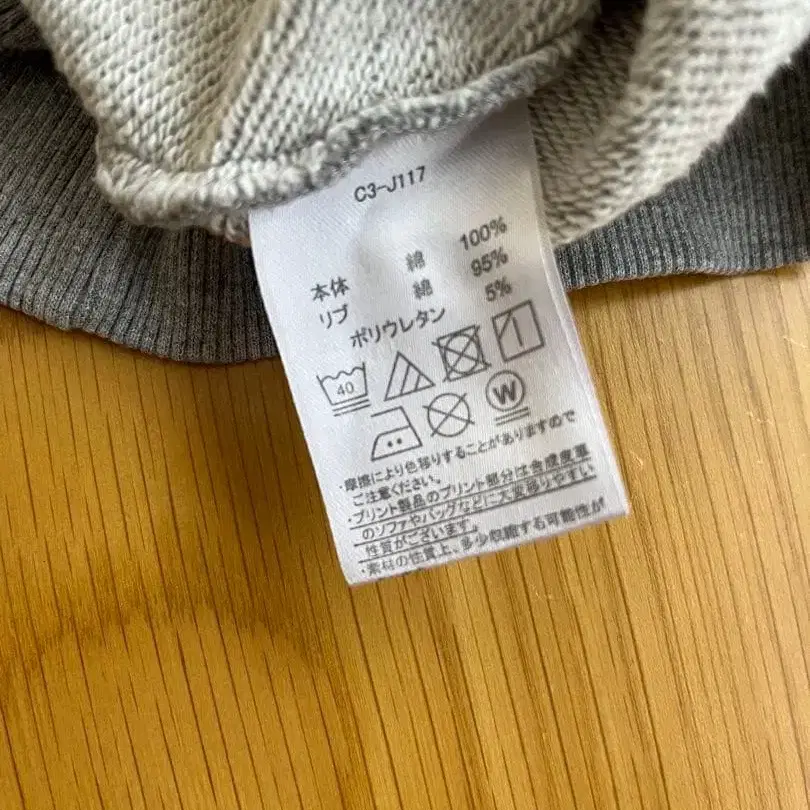 C3-J117
本体 綿 100%
リブ 綿 95%
ポリウレタン 5%
40
W
・摩擦により色移りすることがありますので
ご注意ください。
・プリント製品のプリント部分は合成皮革
のソファやバッグなどに大変移りやすい
性質がございます。
・素材の性質上、多少収縮する可能性が